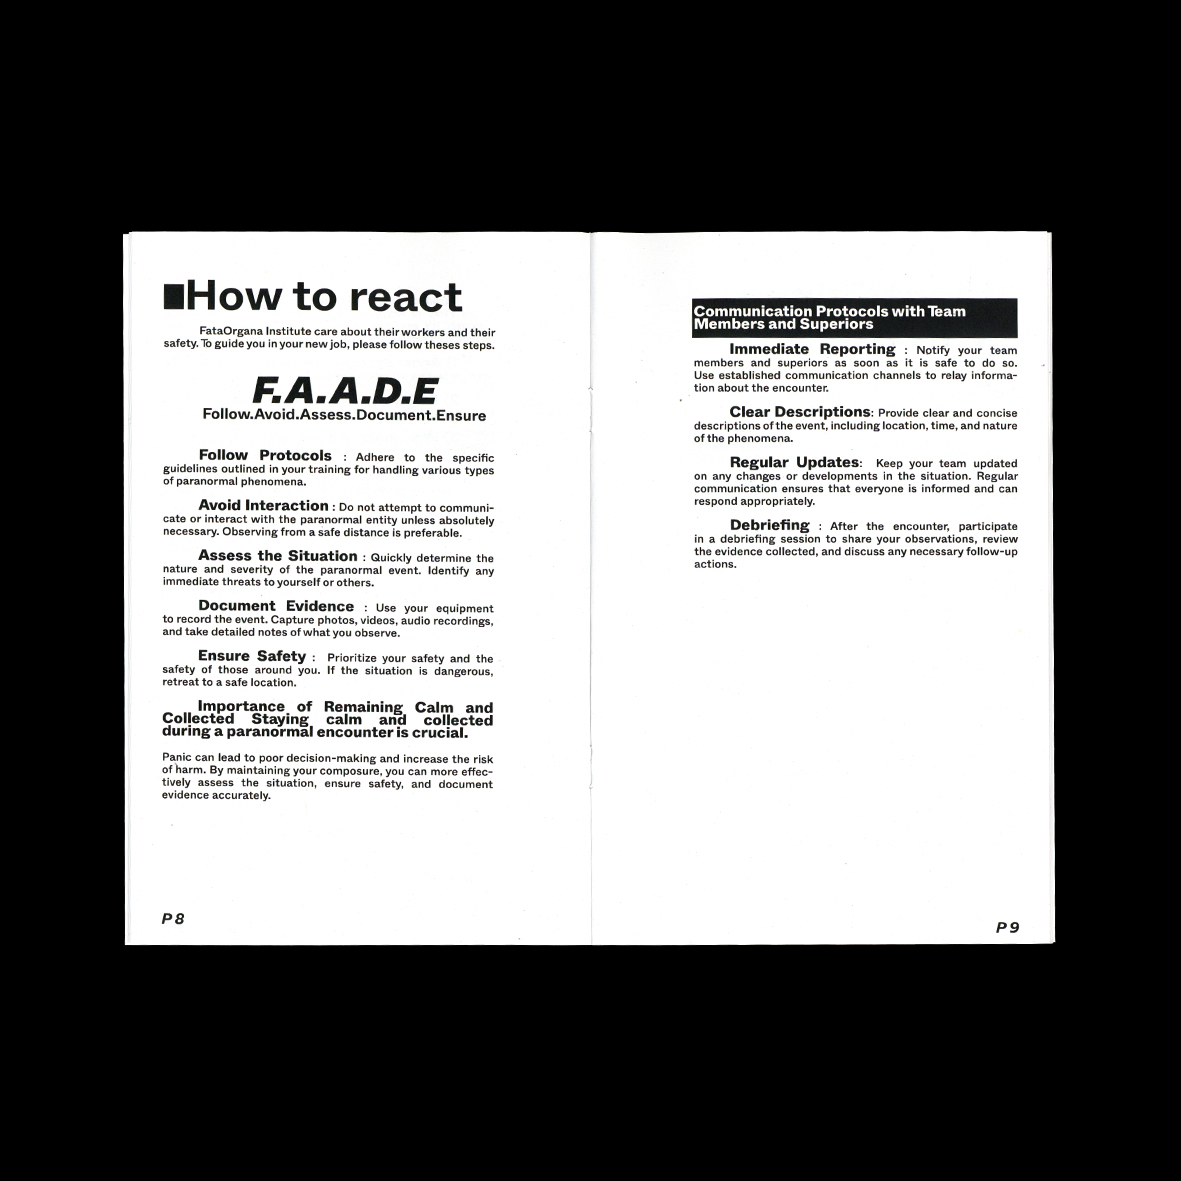 ■How to react
FataOrgana Institute care about their workers and their
safety. To guide you in your new job, please follow theses steps.
F.A.A.D.E
Follow.Avoid.Assess.Document.Ensure
Follow Protocols : Adhere to the specific
guidelines outlined in your training for handling various types
of paranormal phenomena.
Avoid Interaction : Do not attempt to communi-
cate or interact with the paranormal entity unless absolutely
necessary. Observing from a safe distance is preferable.
Assess the Situation : Quickly determine the
nature and severity of the paranormal event. Identify any
immediate threats to yourself or others.
Document Evidence : Use your equipment
to record the event. Capture photos, videos, audio recordings,
and take detailed notes of what you observe.
Ensure Safety : Prioritize your safety and the
safety of those around you. If the situation is dangerous,
retreat to a safe location.
Importance of Remaining Calm and
Collected Staying calm and collected
during a paranormal encounter is crucial.
Panic can lead to poor decision-making and increase the risk
of harm. By maintaining your composure, you can more effec-
tively assess the situation, ensure safety, and document
evidence accurately.
P8
Communication Protocols with Team
Members and Superiors
Immediate Reporting : Notify your team
members and superiors as soon as it is safe to do so.
Use established communication channels to relay informa-
tion about the encounter.
Clear Descriptions: Provide clear and concise
descriptions of the event, including location, time, and nature
of the phenomena.
Regular Updates: Keep your team updated
on any changes or developments in the situation. Regular
communication ensures that everyone is informed and can
respond appropriately.
Debriefing : After the encounter, participate
in a debriefing session to share your observations, review
the evidence collected, and discuss any necessary follow-up
actions.
P9